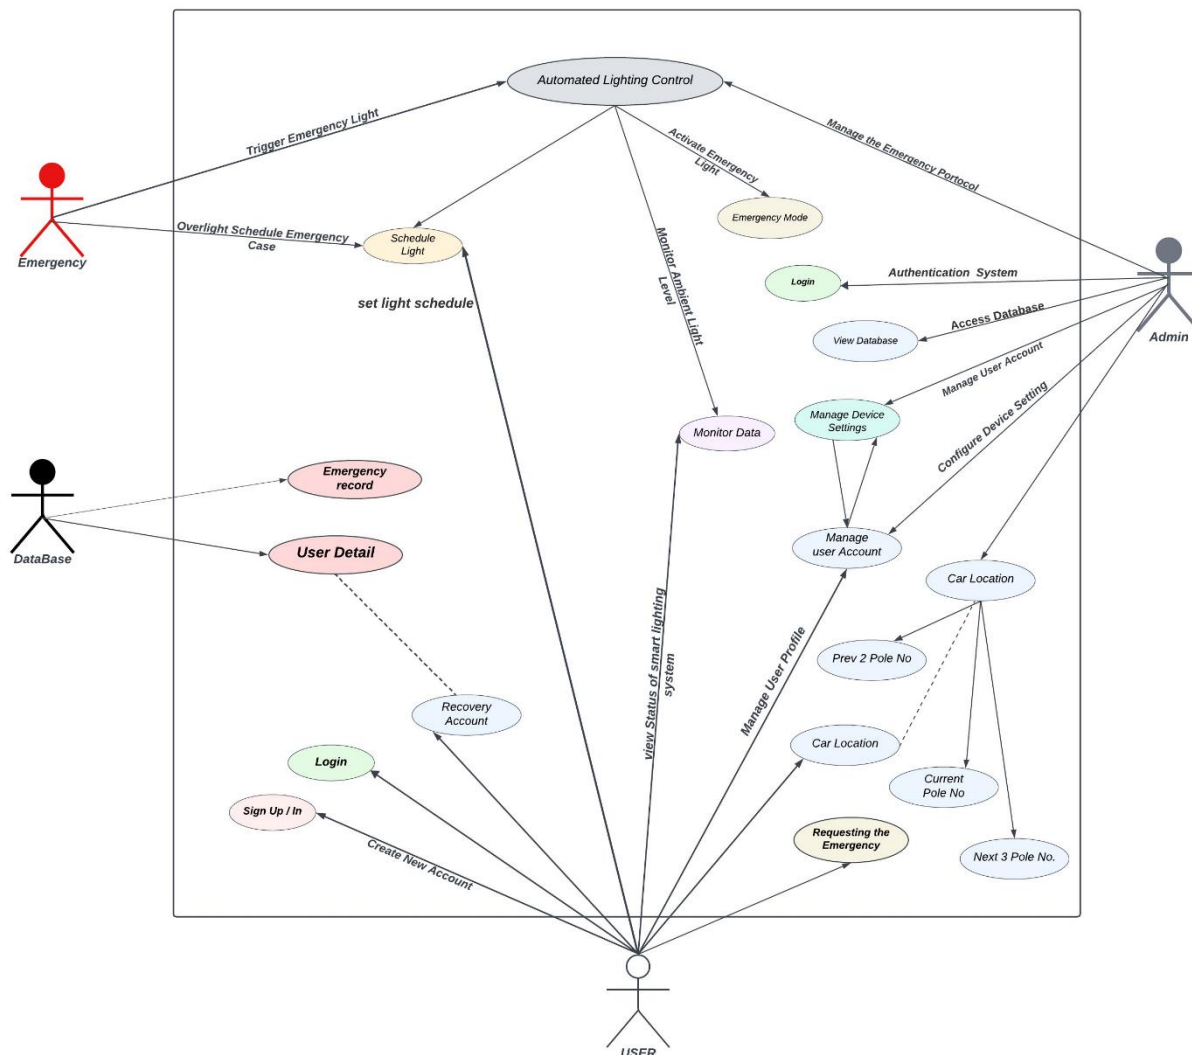 Automated Lighting Control
Trigger Emergency Light
Manage the Emergency Portocol
Activate Emergency
Light
Emergency Mode
Overlight Schedule Emergency
Case
Schedule
Light
Emergency
Monitor Ambient Light
Level
Login
Authentication System
set light schedule
Access Database
View Database
Admin
Manage User Account
Manage Device
Settings
Monitor Data
Configure Device Setting
Emergency
record
DataBase
User Detail
Manage
user Account
Car Location
view Status of smart lighting
system
Manage User Profile
Prev 2 Pole No
Recovery
Account
Car Location
Login
Current
Pole No
Sign Up / In
Create New Account
Requesting the
Emergency
Next 3 Pole No.
USER